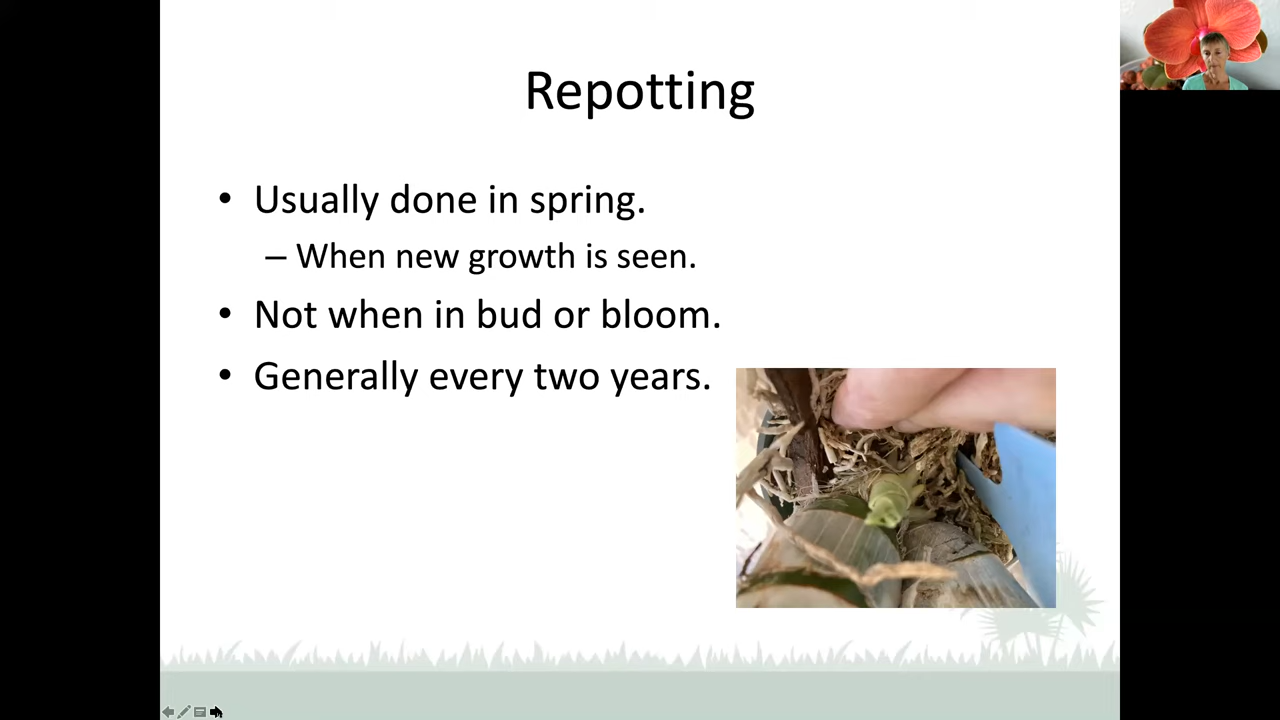 Repotting
• Usually done in spring.
– When new growth is seen.
• Not when in bud or bloom.
• Generally every two years.